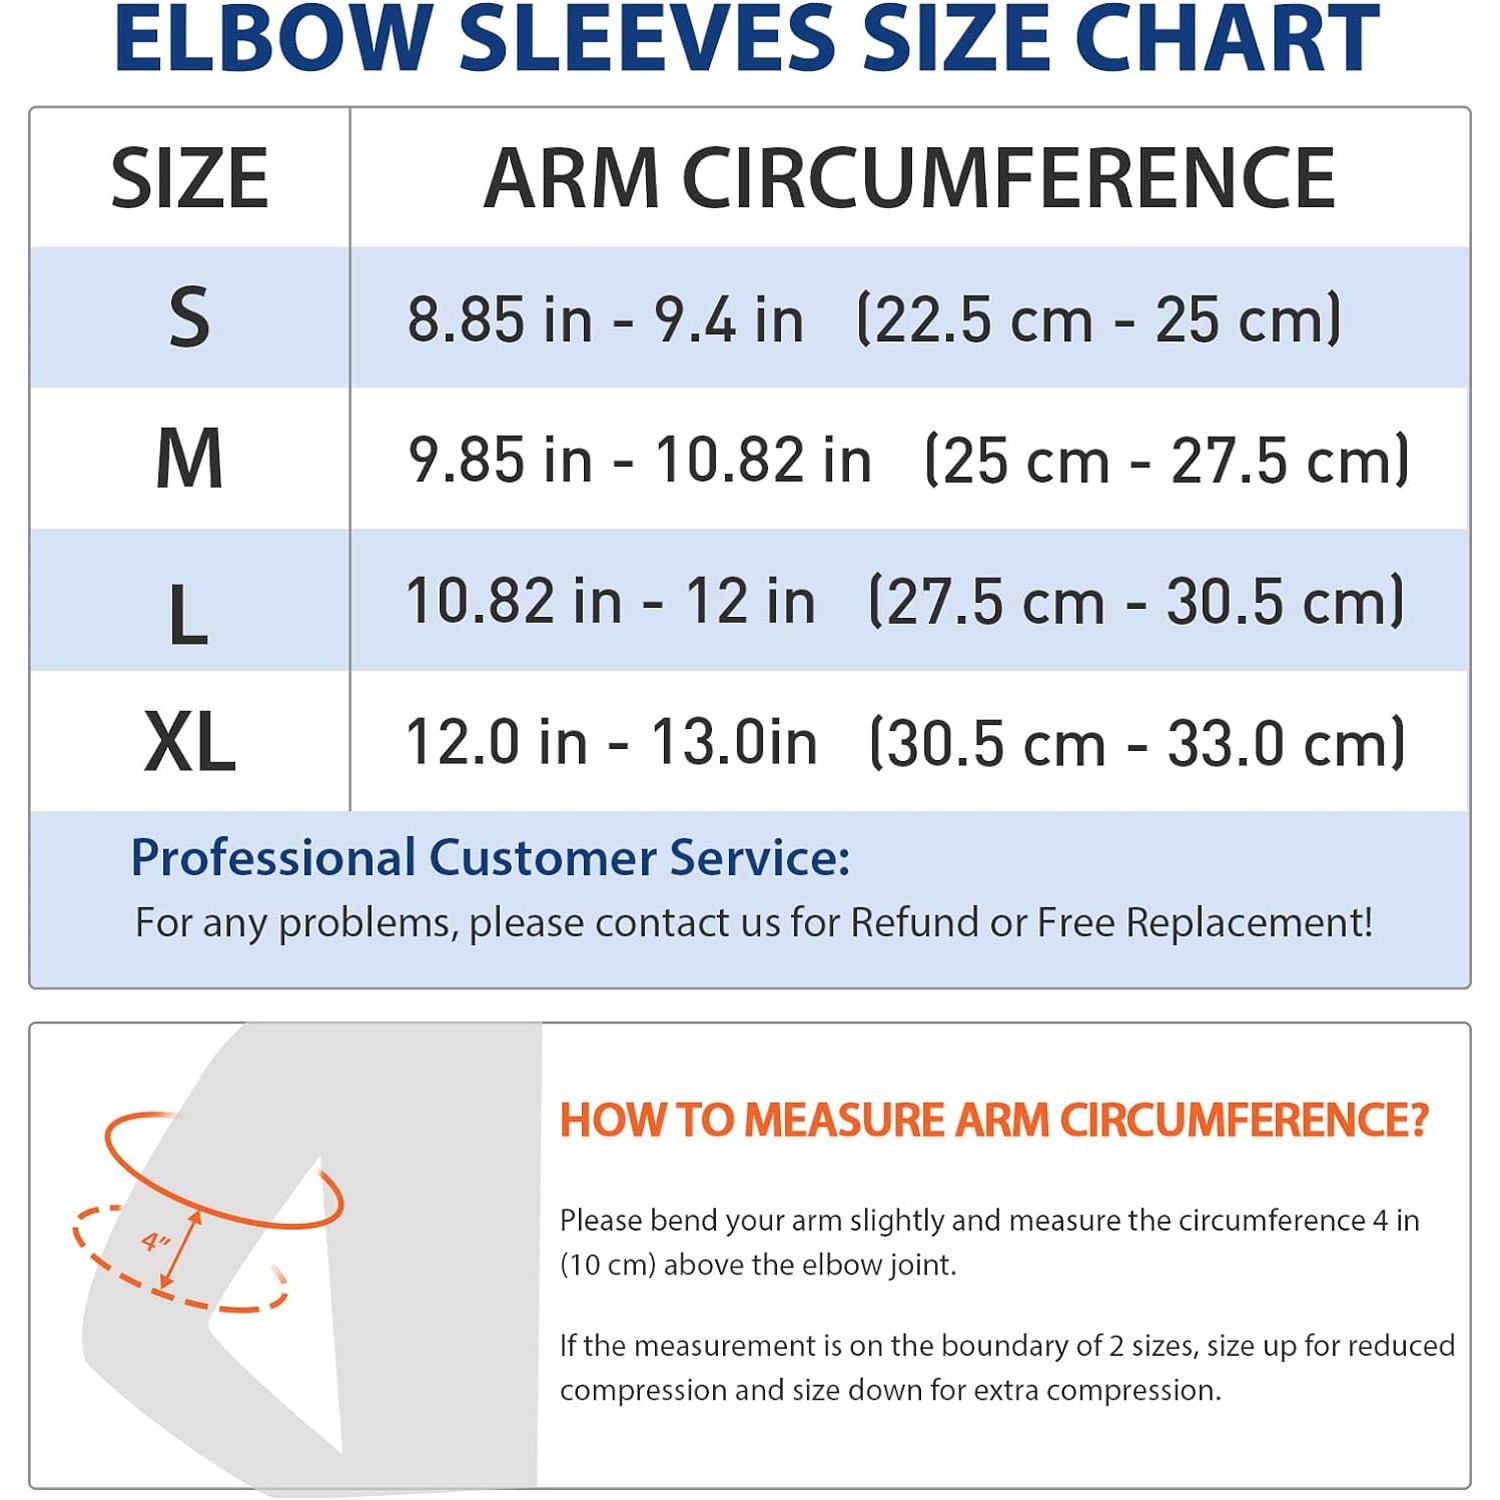 ELBOW SLEEVES SIZE CHART
SIZE ARM CIRCUMFERENCE
S 8.85 in - 9.4 in (22.5 cm - 25 cm)
M 9.85 in - 10.82 in (25 cm - 27.5 cm)
L 10.82 in - 12 in (27.5 cm - 30.5 cm)
XL 12.0 in - 13.0in (30.5 cm - 33.0 cm)
Professional Customer Service:
For any problems, please contact us for Refund or Free Replacement!
HOW TO MEASURE ARM CIRCUMFERENCE?
4"
Please bend your arm slightly and measure the circumference 4 in
(10 cm) above the elbow joint.
If the measurement is on the boundary of 2 sizes, size up for reduced
compression and size down for extra compression.